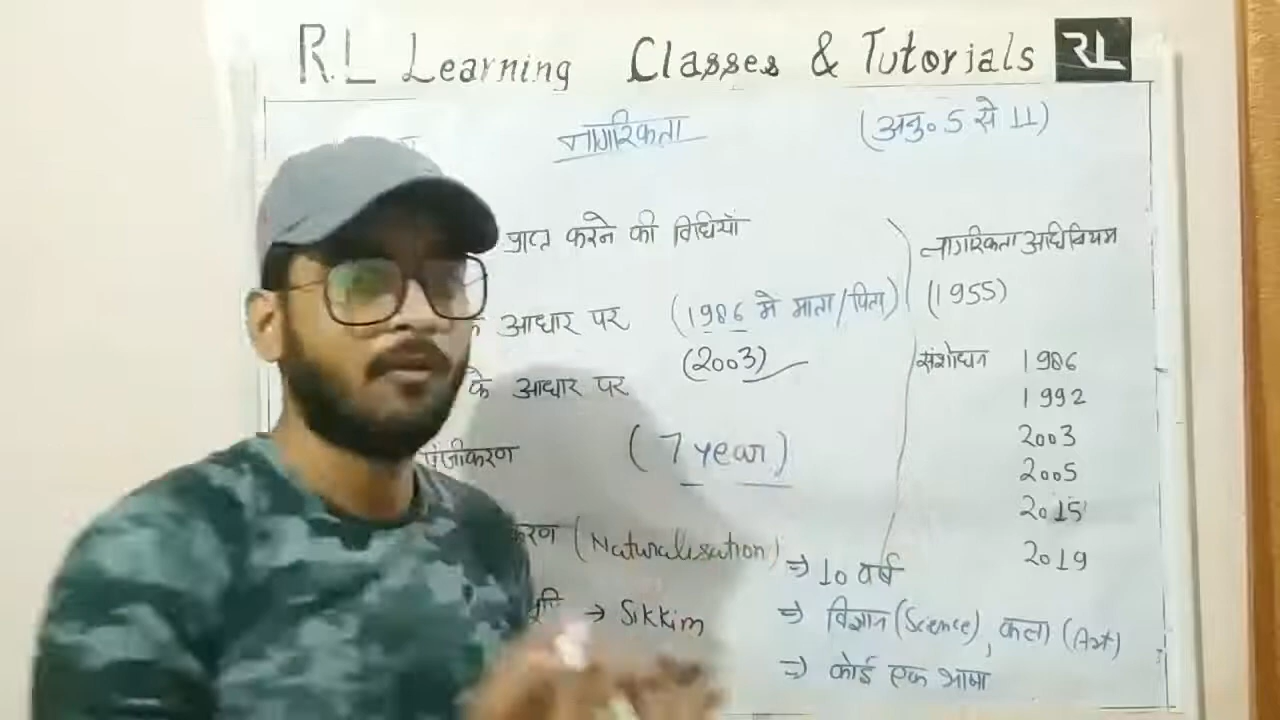 R.L Learning Classes & Tutorials RL
नागरिकता (अनु० 5 से 11)
प्राप्त करने की विधियाँ
के आधार पर (1986 मे माता/पिता)
(2003)
के आधार पर
पंजीकरण (7 year)
करण (Naturalisation) => 10 वर्ष
=> विज्ञान (Science), कला (Art)
=> कोई एक भाषा
→ Sikkim
नागरिकता अधिनियम
(1955)
संशोधन 1986
1992
2003
2005
2015
2019